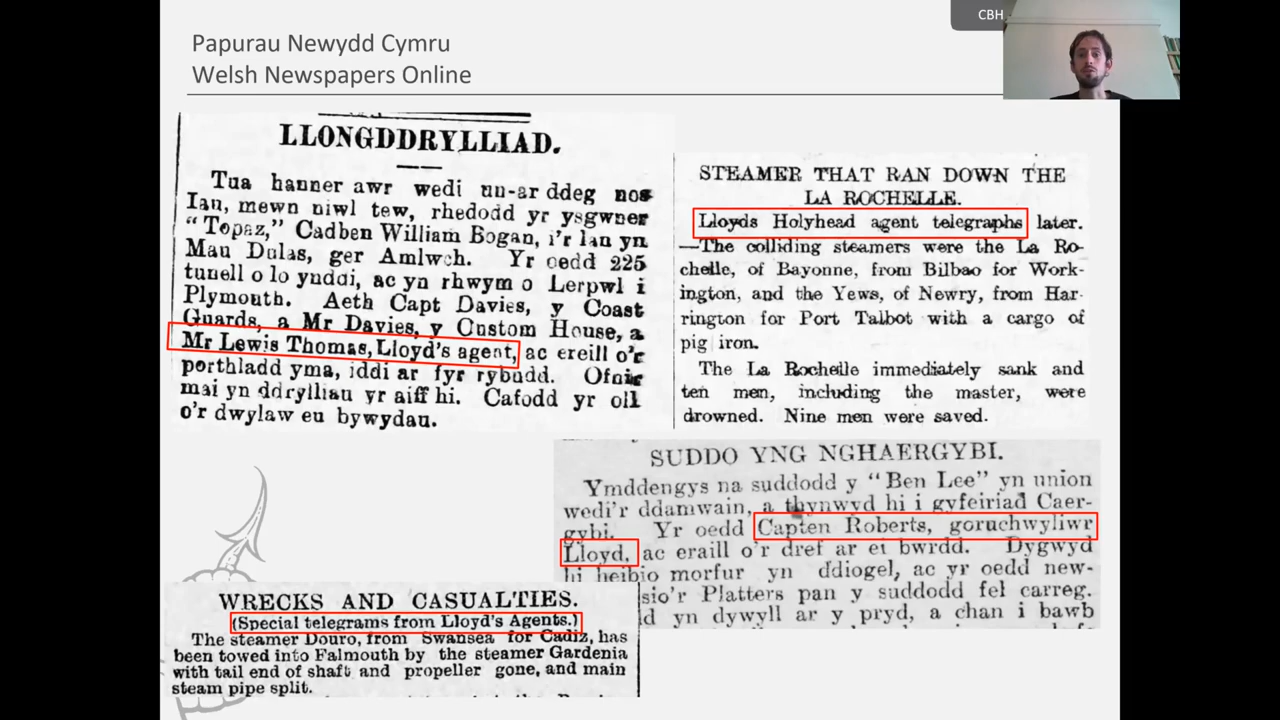 CBH
Papurau Newydd Cymru
Welsh Newspapers Online
LLONGDDRYLLIAD.
Tua hanner awr wedi un-ar ddeg nos
Ian, mewn niwl tew, rhedodd yr ysgwner
"Topaz," Cadben William Bogan, i'r lan yn
Mau Dulas, ger Amlwch. Yr oedd 225
tunell o lo ynddi, ac yn rhwym o Lerpwl i
Plymouth. Aeth Capt Davies, y Coast
Guards, a Mr Davies, y Custom House, a
Mr Lewis Thomas, Lloyd's agent, ac ereill o'r
porthladd yma, iddi ar fyr rybudd. Ofnir
mai yn ddrylliau yr aiff hi. Cafodd yr oll
o'r dwylaw eu bywydau.
STEAMER THAT RAN DOWN THE
LA ROCHELLE.
Lloyds Holyhead agent telegraphs later.
—The colliding steamers were the La Ro-
chelle, of Bayonne, from Bilbao for Work-
ington, and the Yews, of Newry, from Har-
rington for Port Talbot with a cargo of
pig iron.
The La Rochelle immediately sank and
ten men, including the master, were
drowned. Nine men were saved.
SUDDO YNG NGHAERGYBI.
Ymddengys na suddodd y "Ben Lee" yn union
wedi'r ddamwain, a thynwyd hi i gyfeiriad Caer-
gybi. Yr oedd Capten Roberts, goruchwyliwr
Lloyd, ac eraill o'r dref ar ei bwrdd. Dygwyd
hi heibio morfur yn ddiogel, ac yr oedd new-
sio'r Platters pan y suddodd fel carreg.
d yn dywyll ar y pryd, a chan i bawb
WRECKS AND CASUALTIES.
(Special telegrams from Lloyd's Agents.)
The steamer Douro, from Swansea for Cadiz, has
been towed into Falmouth by the steamer Gardenia
with tail end of shaft and propeller gone, and main
steam pipe split.